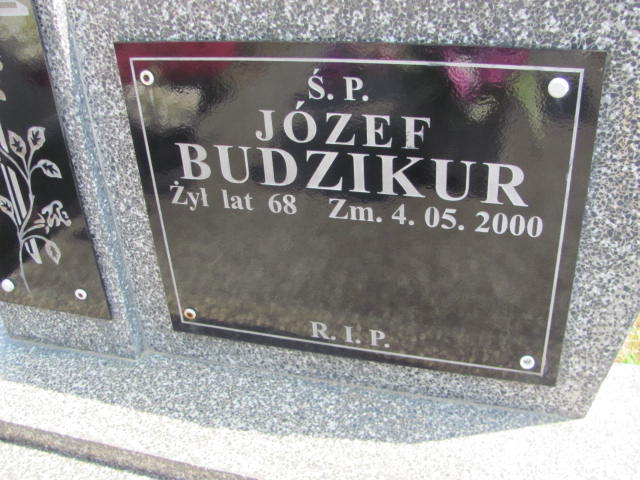 Ś. P.
JÓZEF
BUDZIKUR
Żył lat 68 Zm. 4. 05. 2000
R. I. P.